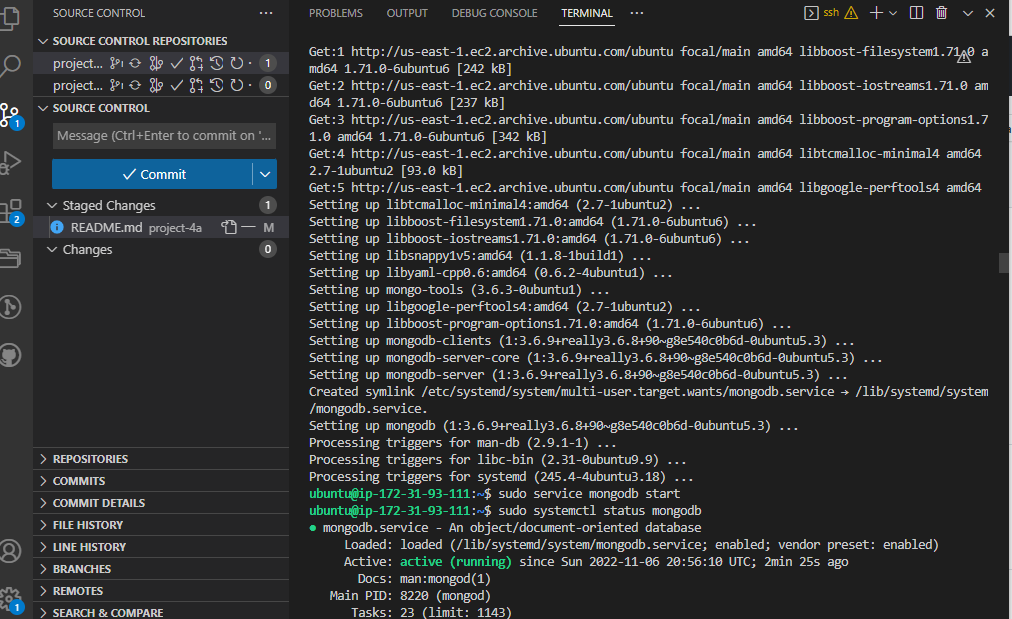 SOURCE CONTROL
SOURCE CONTROL REPOSITORIES
project... 1
project... 0
SOURCE CONTROL
Message (Ctrl+Enter to commit on '...
Commit
Staged Changes 1
README.md project-4a M
Changes 0
REPOSITORIES
COMMITS
COMMIT DETAILS
FILE HISTORY
LINE HISTORY
BRANCHES
REMOTES
SEARCH & COMPARE
1
2
1
PROBLEMS OUTPUT DEBUG CONSOLE TERMINAL ssh
Get:1 http://us-east-1.ec2.archive.ubuntu.com/ubuntu focal/main amd64 libboost-filesystem1.71.0 a
md64 1.71.0-6ubuntu6 [242 kB]
Get:2 http://us-east-1.ec2.archive.ubuntu.com/ubuntu focal/main amd64 libboost-iostreams1.71.0 am
d64 1.71.0-6ubuntu6 [237 kB]
Get:3 http://us-east-1.ec2.archive.ubuntu.com/ubuntu focal/main amd64 libboost-program-options1.7
1.0 amd64 1.71.0-6ubuntu6 [342 kB]
Get:4 http://us-east-1.ec2.archive.ubuntu.com/ubuntu focal/main amd64 libtcmalloc-minimal4 amd64
2.7-1ubuntu2 [93.0 kB]
Get:5 http://us-east-1.ec2.archive.ubuntu.com/ubuntu focal/main amd64 libgoogle-perftools4 amd64
Setting up libtcmalloc-minimal4:amd64 (2.7-1ubuntu2) ...
Setting up libboost-filesystem1.71.0:amd64 (1.71.0-6ubuntu6) ...
Setting up libboost-iostreams1.71.0:amd64 (1.71.0-6ubuntu6) ...
Setting up libsnappy1v5:amd64 (1.1.8-1build1) ...
Setting up libyaml-cpp0.6:amd64 (0.6.2-4ubuntu1) ...
Setting up mongo-tools (3.6.3-0ubuntu1) ...
Setting up libgoogle-perftools4:amd64 (2.7-1ubuntu2) ...
Setting up libboost-program-options1.71.0:amd64 (1.71.0-6ubuntu6) ...
Setting up mongodb-clients (1:3.6.9+really3.6.8+90~g8e540c0b6d-0ubuntu5.3) ...
Setting up mongodb-server-core (1:3.6.9+really3.6.8+90~g8e540c0b6d-0ubuntu5.3) ...
Setting up mongodb-server (1:3.6.9+really3.6.8+90~g8e540c0b6d-0ubuntu5.3) ...
Created symlink /etc/systemd/system/multi-user.target.wants/mongodb.service → /lib/systemd/system
/mongodb.service.
Setting up mongodb (1:3.6.9+really3.6.8+90~g8e540c0b6d-0ubuntu5.3) ...
Processing triggers for man-db (2.9.1-1) ...
Processing triggers for libc-bin (2.31-0ubuntu9.9) ...
Processing triggers for systemd (245.4-4ubuntu3.18) ...
ubuntu@ip-172-31-93-111:~$ sudo service mongodb start
ubuntu@ip-172-31-93-111:~$ sudo systemctl status mongodb
● mongodb.service - An object/document-oriented database
Loaded: loaded (/lib/systemd/system/mongodb.service; enabled; vendor preset: enabled)
Active: active (running) since Sun 2022-11-06 20:56:10 UTC; 2min 25s ago
Docs: man:mongod(1)
Main PID: 8220 (mongod)
Tasks: 23 (limit: 1143)